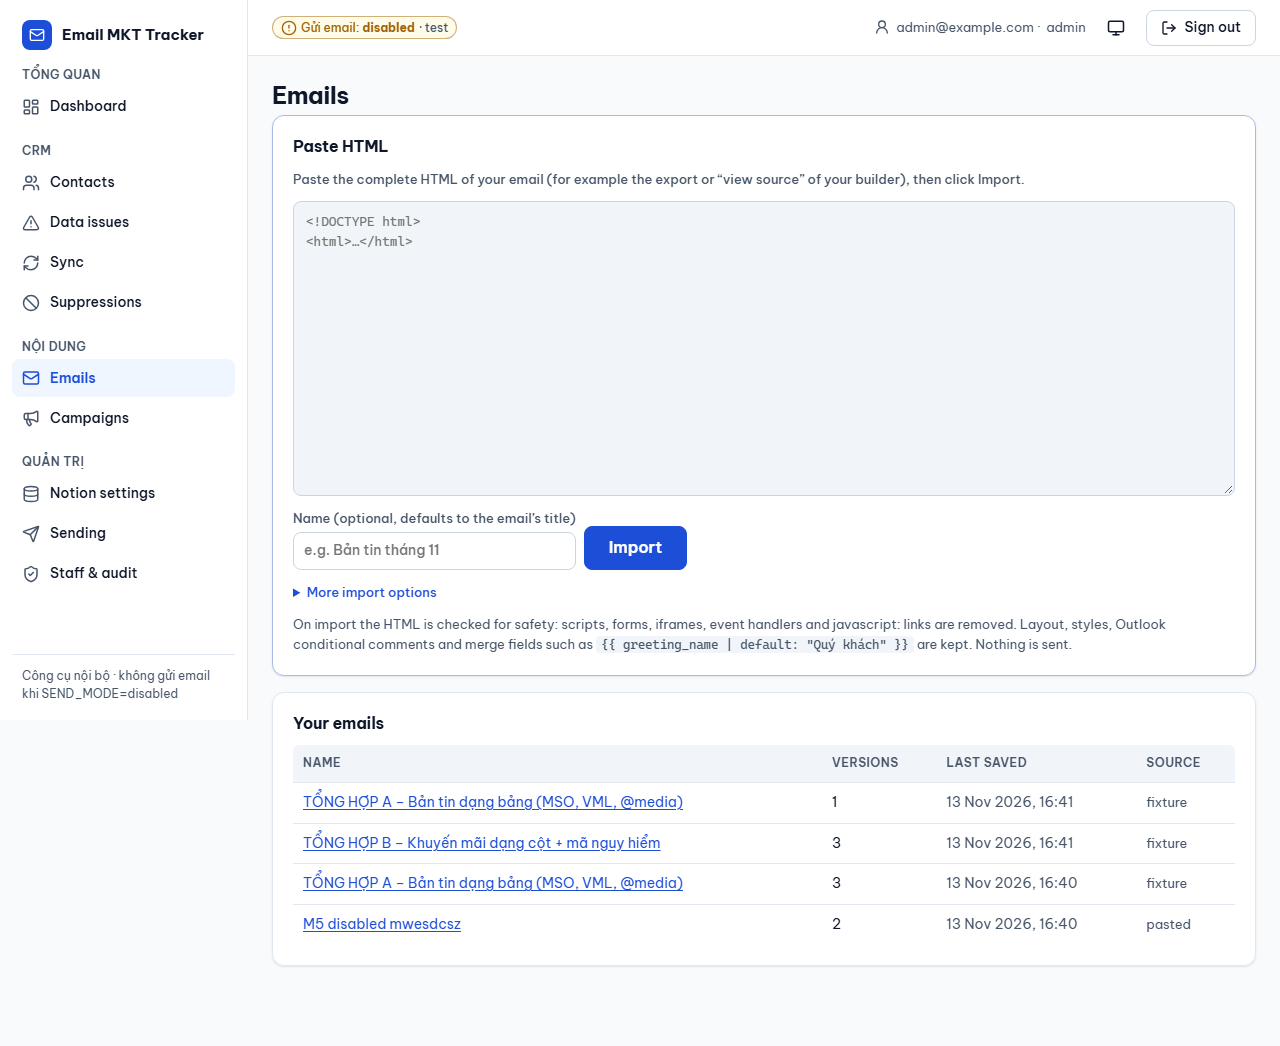 Email MKT Tracker
TỔNG QUAN
Dashboard
CRM
Contacts
Data issues
Sync
Suppressions
NỘI DUNG
Emails
Campaigns
QUẢN TRỊ
Notion settings
Sending
Staff & audit
Công cụ nội bộ · không gửi email
khi SEND_MODE=disabled
Gửi email: disabled · test
admin@example.com · admin
Sign out
Emails
Paste HTML
Paste the complete HTML of your email (for example the export or “view source” of your builder), then click Import.
<!DOCTYPE html>
<html>…</html>
Name (optional, defaults to the email’s title)
e.g. Bản tin tháng 11
Import
More import options
On import the HTML is checked for safety: scripts, forms, iframes, event handlers and javascript: links are removed. Layout, styles, Outlook
conditional comments and merge fields such as {{ greeting_name | default: "Quý khách" }} are kept. Nothing is sent.
Your emails
NAME VERSIONS LAST SAVED SOURCE
TỔNG HỢP A – Bản tin dạng bảng (MSO, VML, @media) 1 13 Nov 2026, 16:41 fixture
TỔNG HỢP B – Khuyến mãi dạng cột + mã nguy hiểm 3 13 Nov 2026, 16:41 fixture
TỔNG HỢP A – Bản tin dạng bảng (MSO, VML, @media) 3 13 Nov 2026, 16:40 fixture
M5 disabled mwesdcsz 2 13 Nov 2026, 16:40 pasted